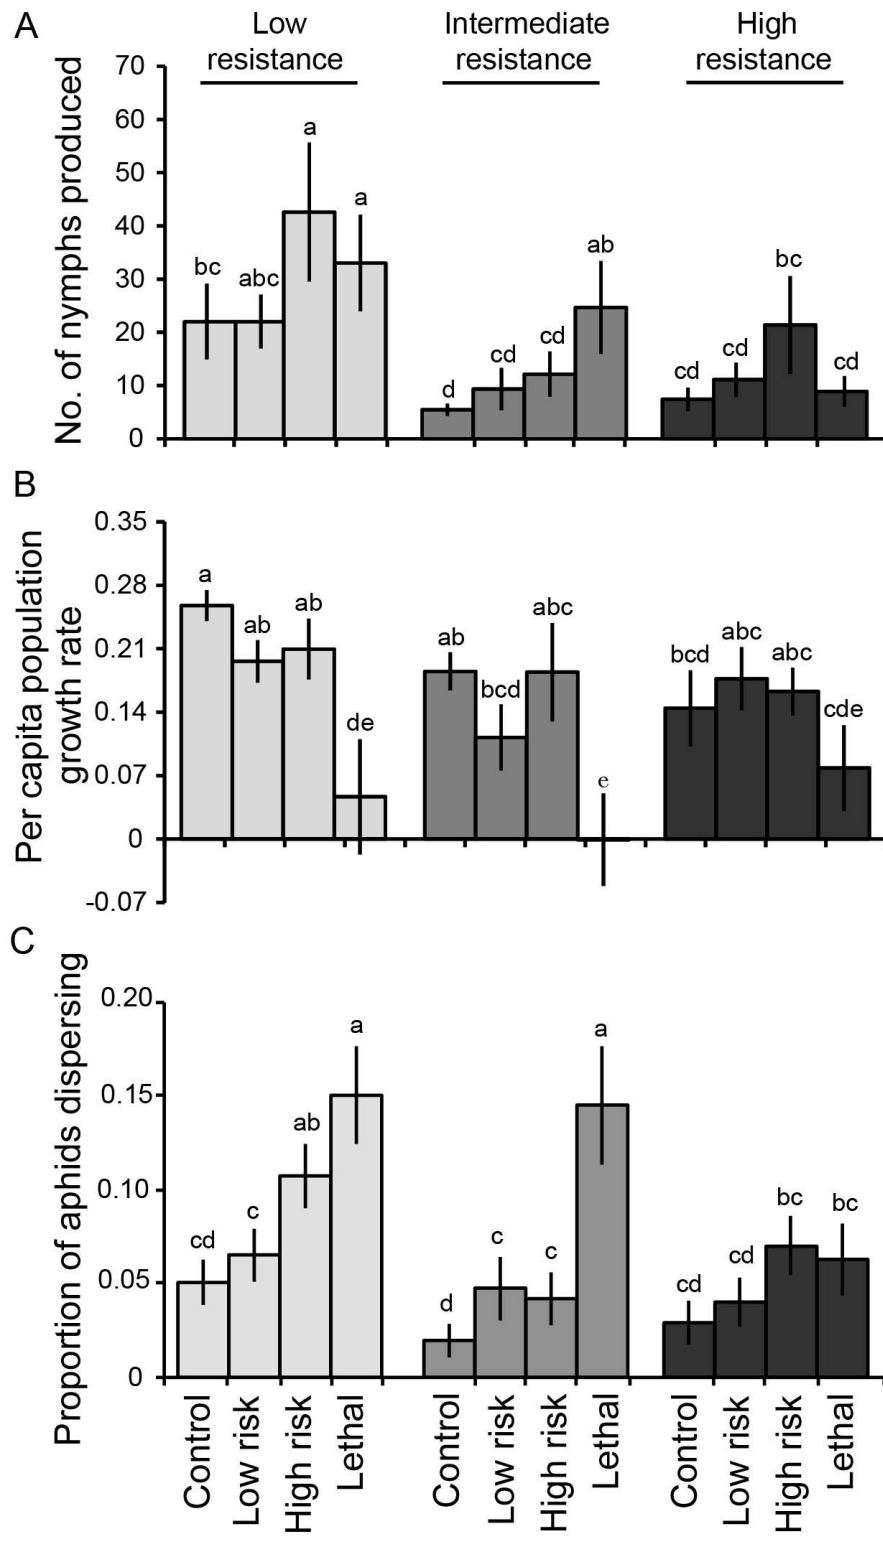 A
Low
resistance
Intermediate
resistance
High
resistance
No. of nymphs produced
70
60
50
40
30
20
10
0
bc
abc
a
a
d
cd
cd
ab
cd
cd
bc
cd
B
Per capita population
growth rate
0.35
0.28
0.21
0.14
0.07
0
-0.07
a
ab
ab
de
ab
bcd
abc
e
bcd
abc
abc
cde
C
Proportion of aphids dispersing
0.20
0.15
0.10
0.05
0
cd
c
ab
a
d
c
c
a
cd
cd
bc
bc
Control
Low risk
High risk
Lethal
Control
Low risk
High risk
Lethal
Control
Low risk
High risk
Lethal